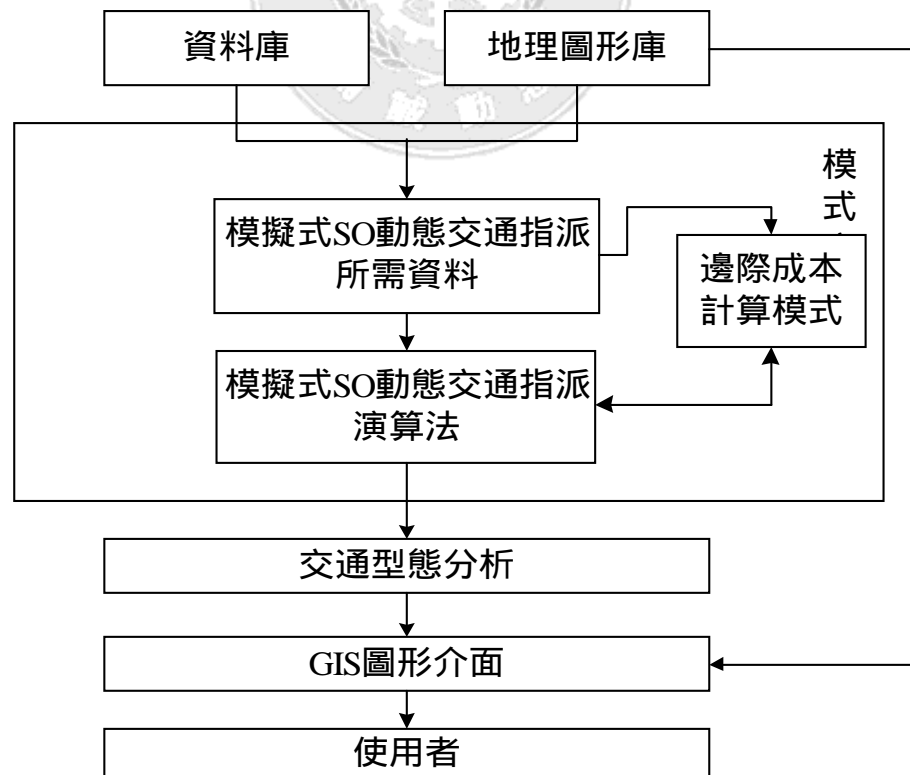 資料庫
地理圖形庫
模
式
模擬式SO動態交通指派
所需資料
邊際成本
計算模式
模擬式SO動態交通指派
演算法
交通型態分析
GIS圖形介面
使用者